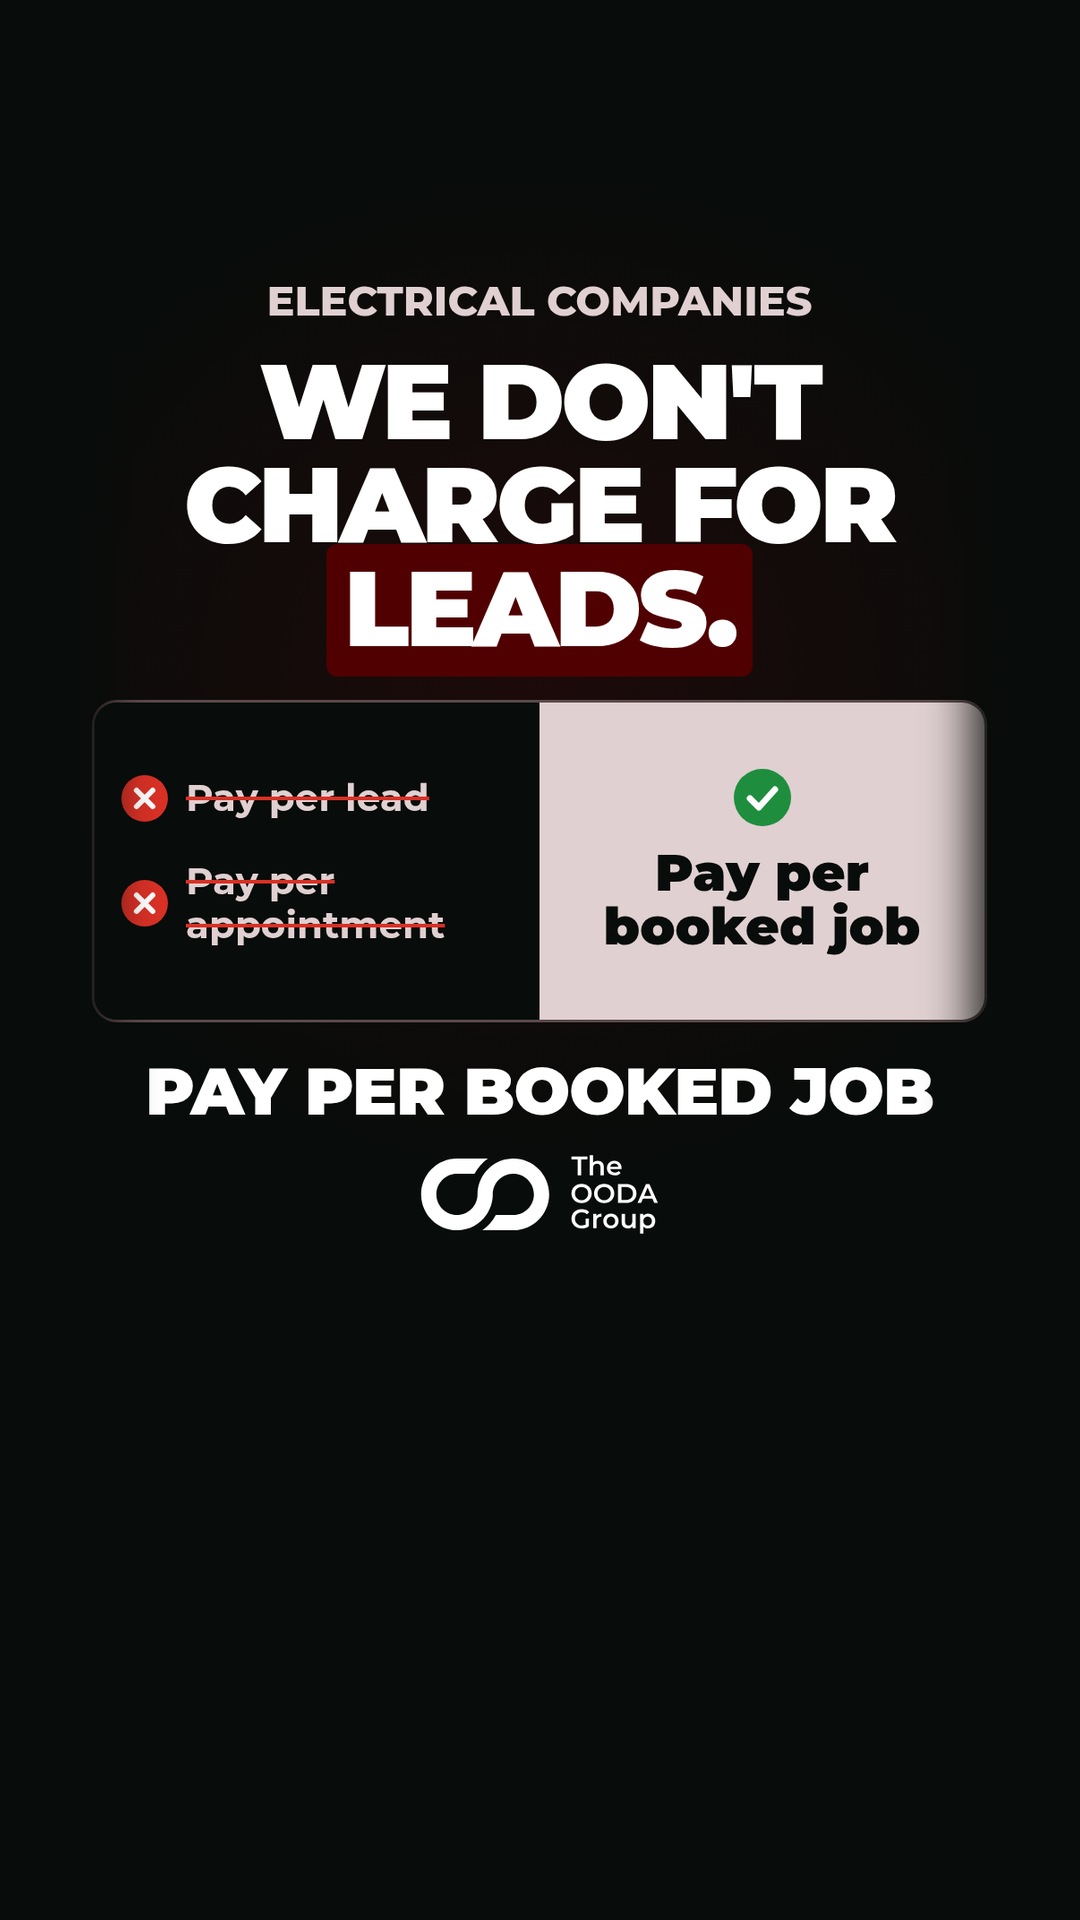 ELECTRICAL COMPANIES
WE DON'T
CHARGE FOR
LEADS.
Pay per lead
Pay per
appointment
Pay per
booked job
PAY PER BOOKED JOB
The
OODA
Group